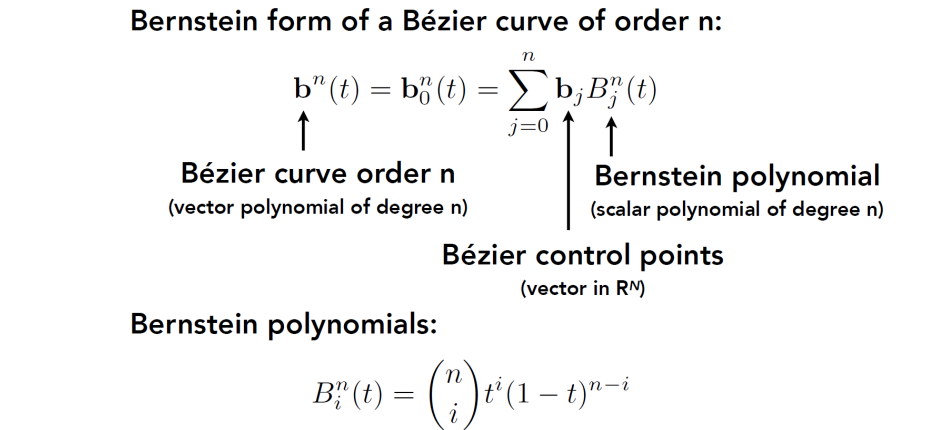 Bernstein form of a Bézier curve of order n:
$\mathbf{b}^n(t) = \mathbf{b}_0^n(t) = \sum_{j=0}^{n} \mathbf{b}_j B_j^n(t)$
Bézier curve order n
(vector polynomial of degree n)
Bernstein polynomial
(scalar polynomial of degree n)
Bézier control points
(vector in R^N)
Bernstein polynomials:
$B_i^n(t) = \binom{n}{i} t^i (1 - t)^{n-i}$